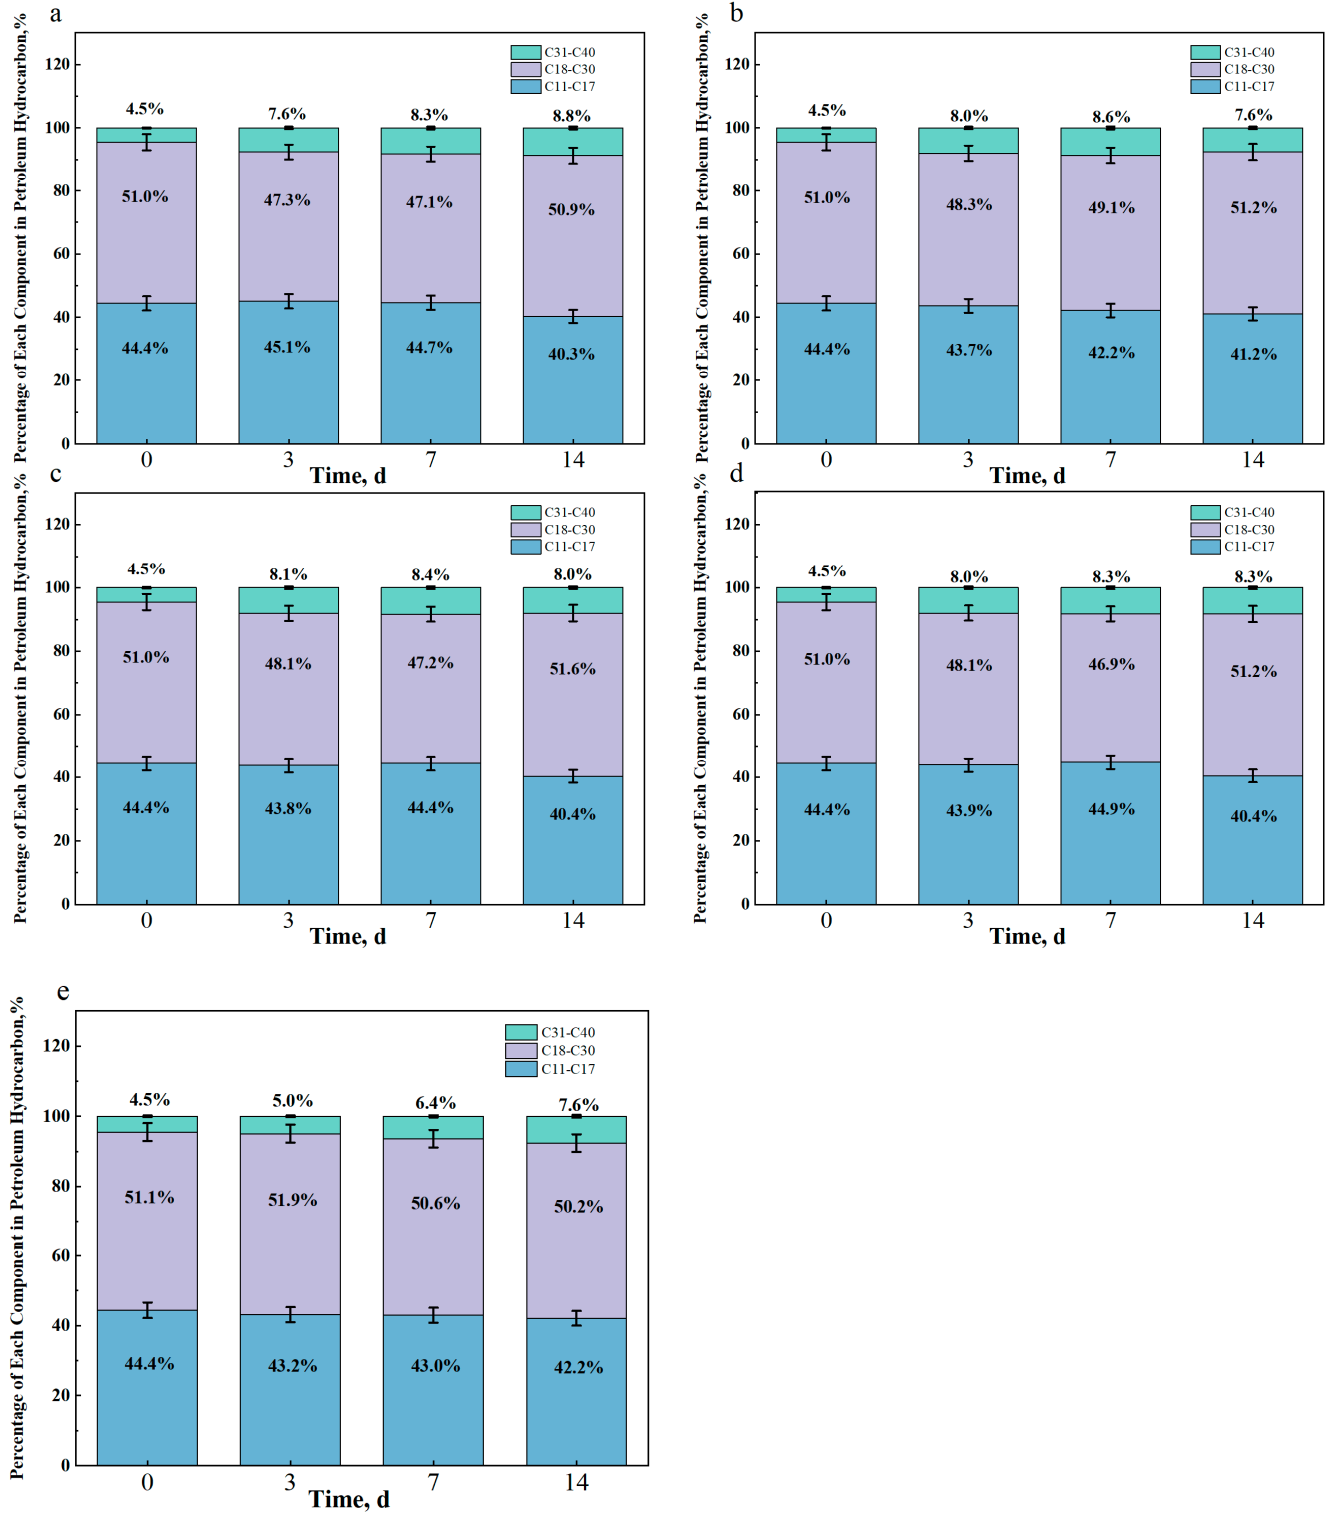 a
Percentage of Each Component in Petroleum Hydrocarbon,%
C31-C40
C18-C30
C11-C17
120
100
80
60
40
20
0
4.5% 7.6% 8.3% 8.8%
51.0% 47.3% 47.1% 50.9%
44.4% 45.1% 44.7% 40.3%
0 3 7 14
Time, d
b
Percentage of Each Component in Petroleum Hydrocarbon,%
C31-C40
C18-C30
C11-C17
120
100
80
60
40
20
0
4.5% 8.0% 8.6% 7.6%
51.0% 48.3% 49.1% 51.2%
44.4% 43.7% 42.2% 41.2%
0 3 7 14
Time, d
c
Percentage of Each Component in Petroleum Hydrocarbon,%
C31-C40
C18-C30
C11-C17
120
100
80
60
40
20
0
4.5% 8.1% 8.4% 8.0%
51.0% 48.1% 47.2% 51.6%
44.4% 43.8% 44.4% 40.4%
0 3 7 14
Time, d
d
Percentage of Each Component in Petroleum Hydrocarbon,%
C31-C40
C18-C30
C11-C17
120
100
80
60
40
20
0
4.5% 8.0% 8.3% 8.3%
51.0% 48.1% 46.9% 51.2%
44.4% 43.9% 44.9% 40.4%
0 3 7 14
Time, d
e
Percentage of Each Component in Petroleum Hydrocarbon,%
C31-C40
C18-C30
C11-C17
120
100
80
60
40
20
0
4.5% 5.0% 6.4% 7.6%
51.1% 51.9% 50.6% 50.2%
44.4% 43.2% 43.0% 42.2%
0 3 7 14
Time, d